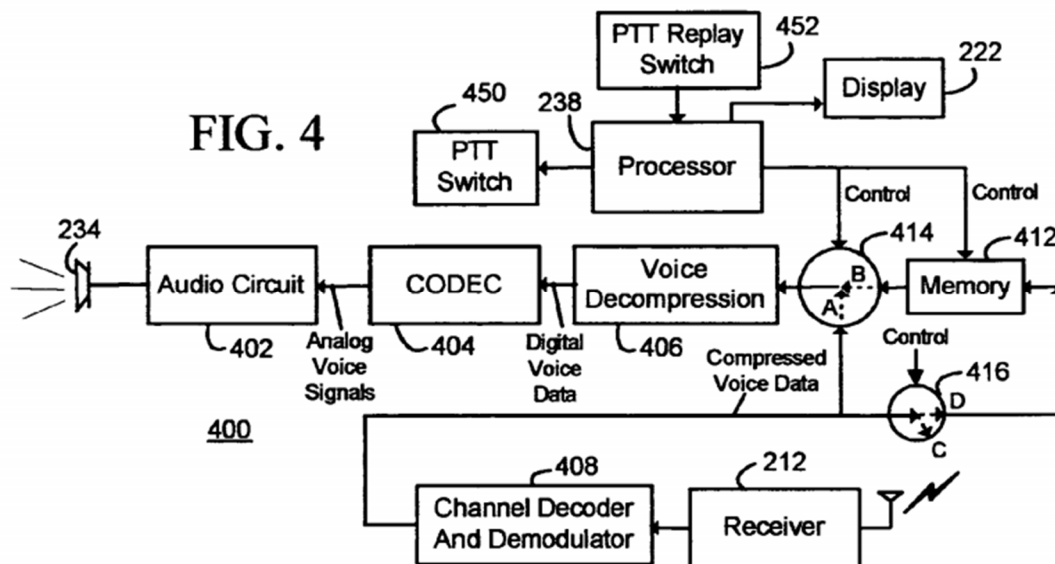 FIG. 4
PTT Replay
Switch
452
222
Display
450
238
PTT
Switch
Processor
Control
Control
234
414
412
Audio Circuit
CODEC
Voice
Decompression
B
A
Memory
402
Analog
Voice
Signals
404
Digital
Voice
Data
406
Compressed
Voice Data
Control
416
D
C
400
408
212
Channel Decoder
And Demodulator
Receiver